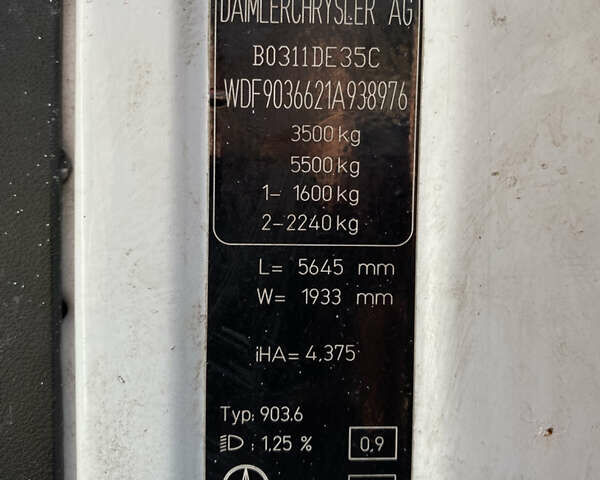 DAIMLERCHRYSLER AG
B0311DE35C
WDF9036621A938976
3500 kg
5500 kg
1– 1600 kg
2–2240 kg
L= 5645 mm
W= 1933 mm
iHA= 4,375
Typ: 903.6
: 1,25 % 0,9